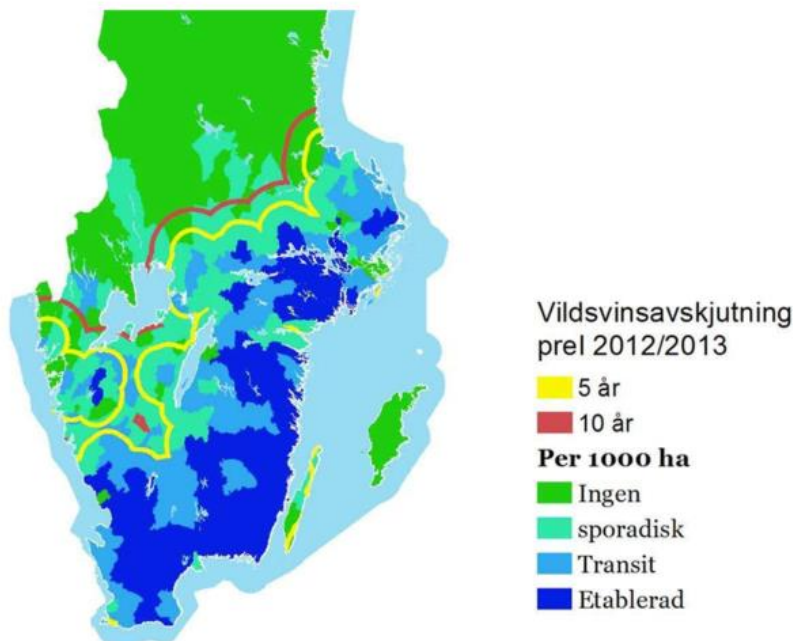 Vildsvinsavskjutning
prel 2012/2013
5 år
10 år
Per 1000 ha
Ingen
sporadisk
Transit
Etablerad